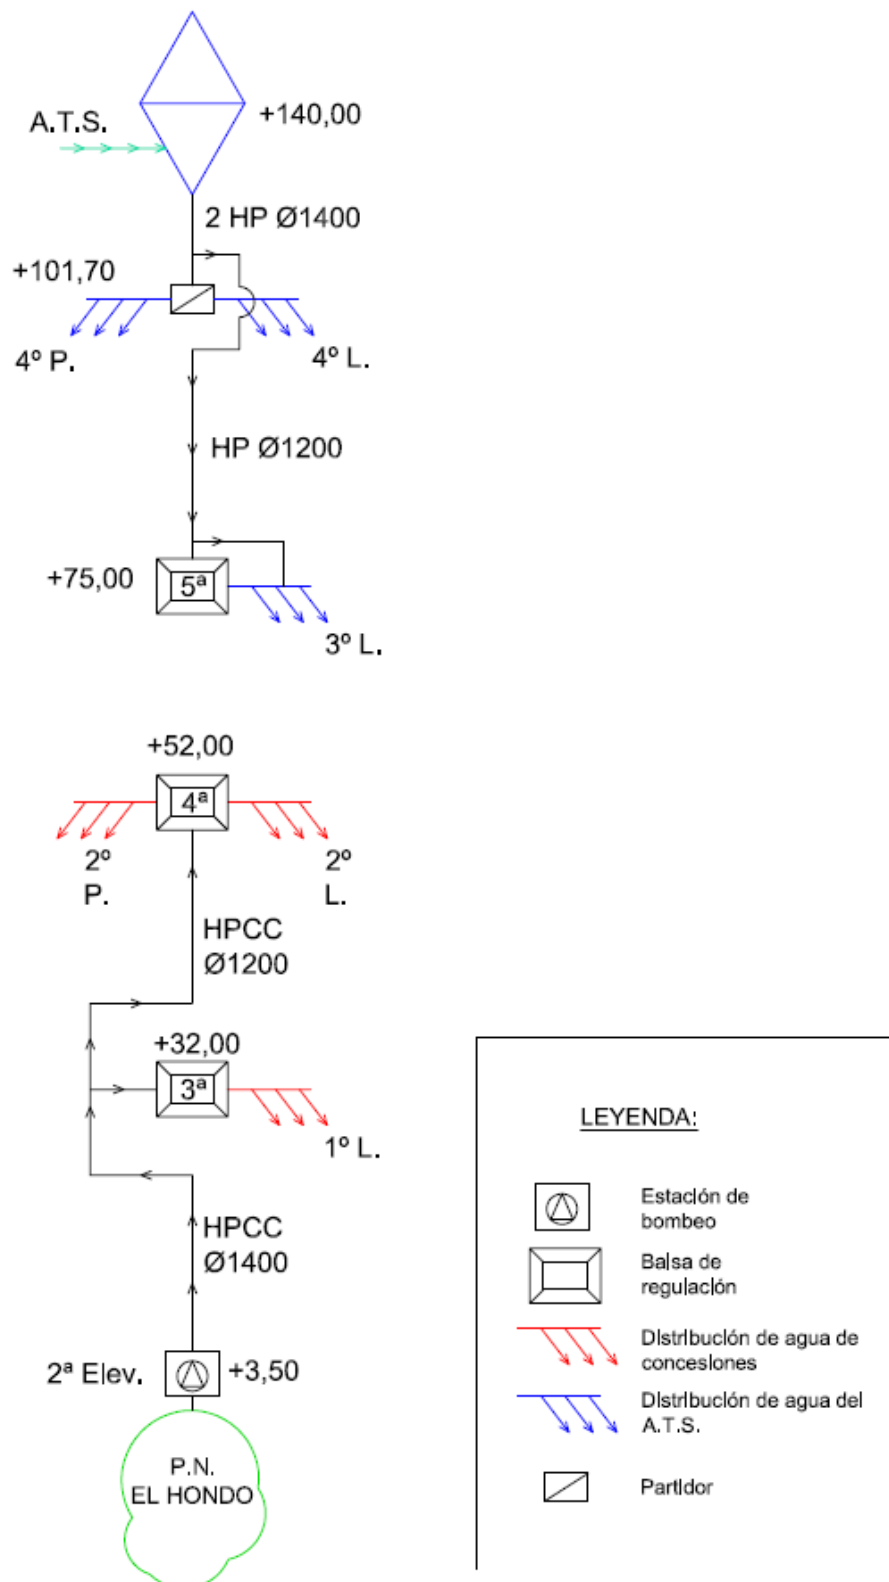 A.T.S.
+140,00
2 HP Ø1400
+101,70
4º P.
4º L.
HP Ø1200
+75,00
5ª
3º L.
+52,00
4ª
2º
P.
2º
L.
HPCC
Ø1200
+32,00
3ª
1º L.
HPCC
Ø1400
2ª Elev.
+3,50
P.N.
EL HONDO
LEYENDA:
Estación de
bombeo
Balsa de
regulación
Distribución de agua de
concesiones
Distribución de agua del
A.T.S.
Partidor